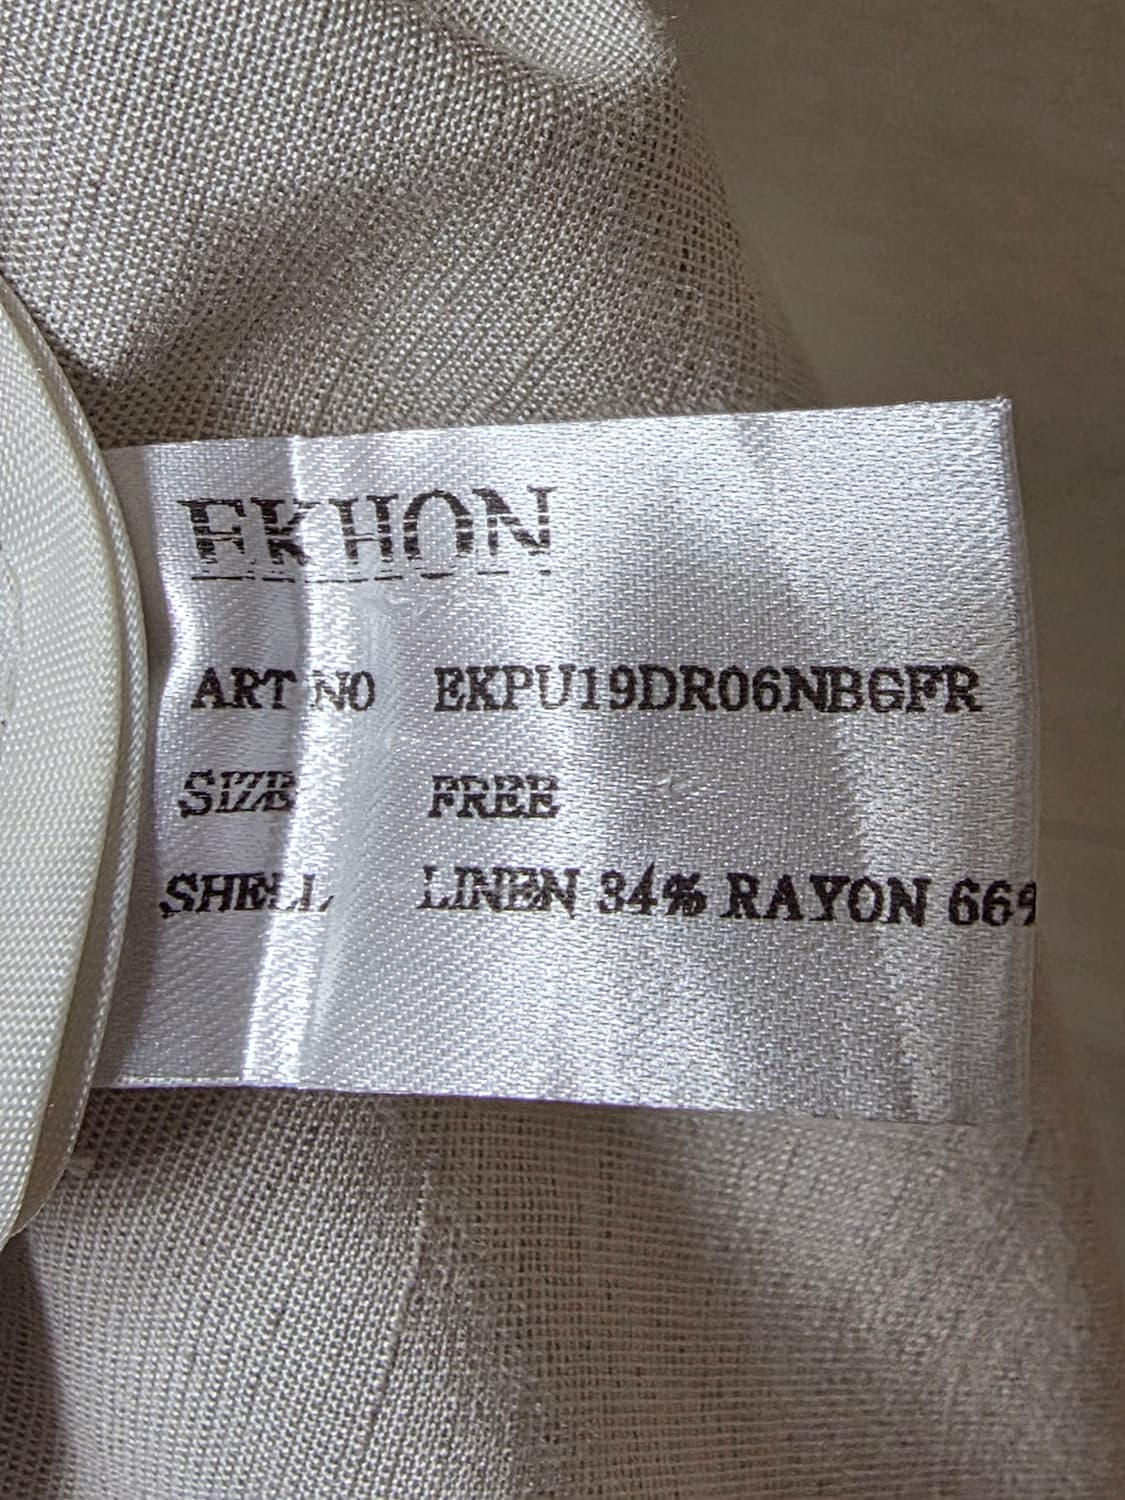 EKHON
ART NO EKPU19DR06NBGFR
SIZE FREE
SHELL LINEN 34% RAYON 66%